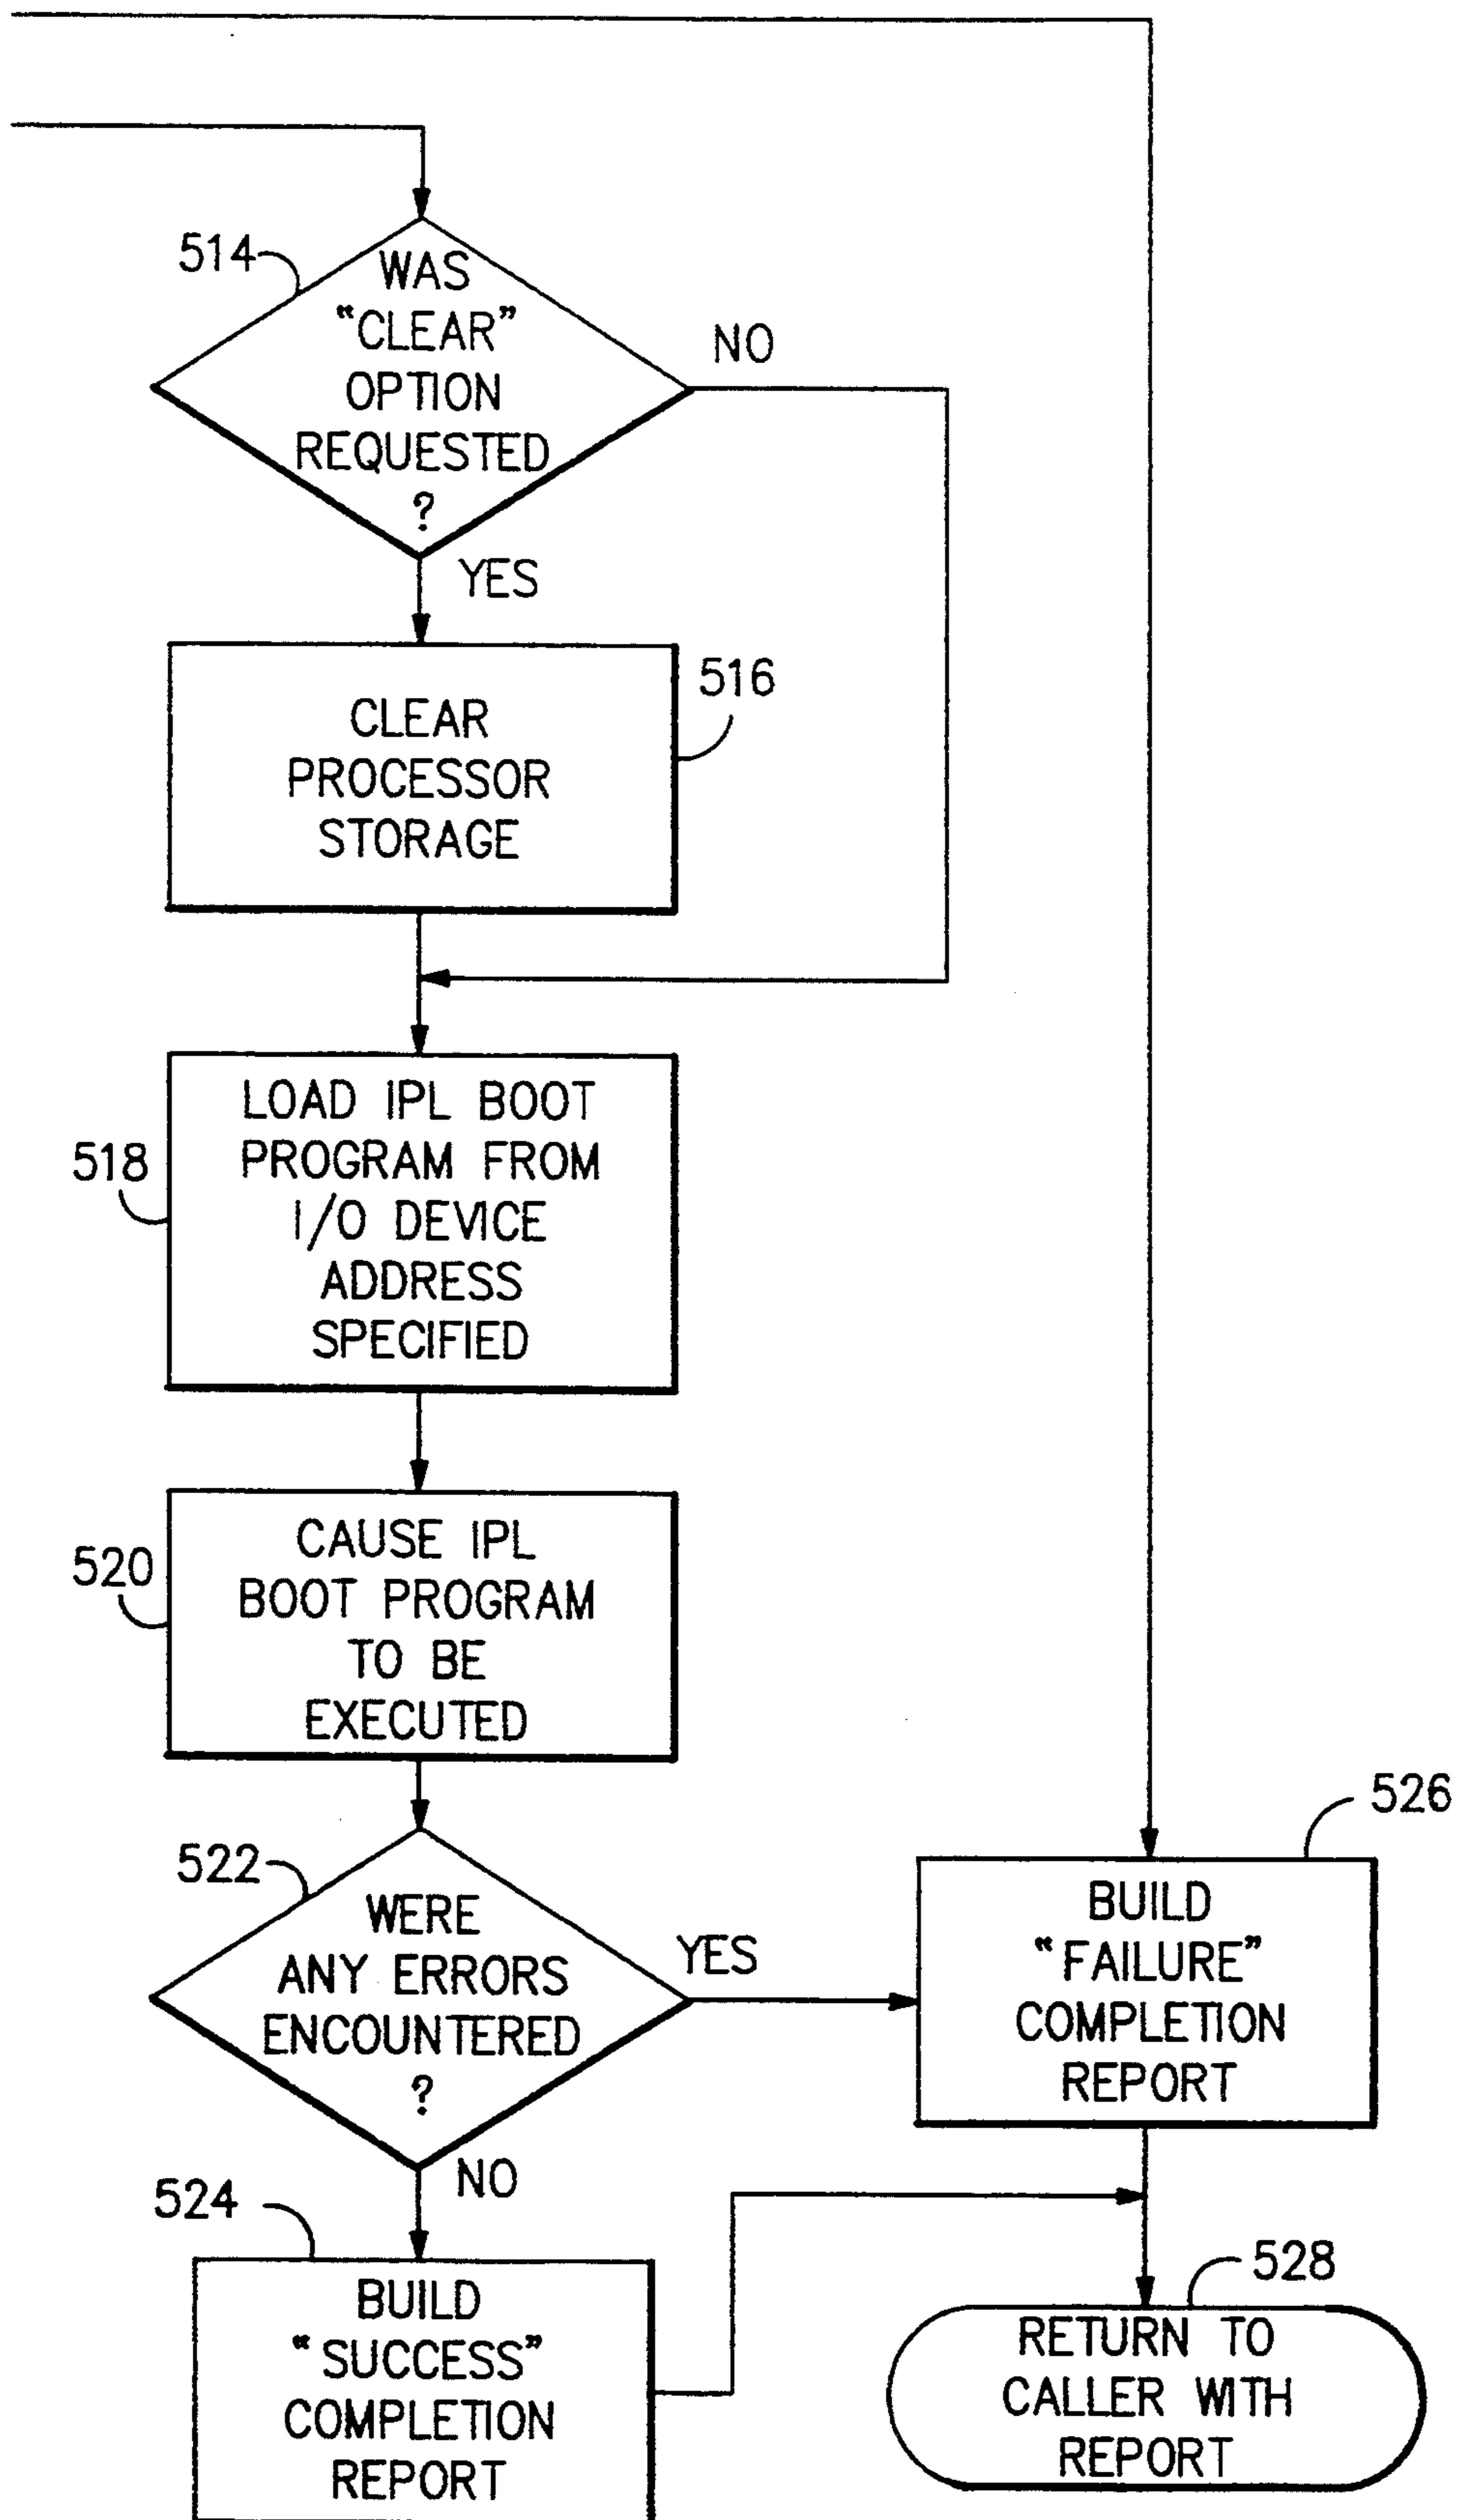 514
WAS
“CLEAR”
OPTION
REQUESTED
?
NO
YES
516
CLEAR
PROCESSOR
STORAGE
518
LOAD IPL BOOT
PROGRAM FROM
I/O DEVICE
ADDRESS
SPECIFIED
520
CAUSE IPL
BOOT PROGRAM
TO BE
EXECUTED
522
WERE
ANY ERRORS
ENCOUNTERED
?
YES
NO
526
BUILD
“FAILURE”
COMPLETION
REPORT
524
BUILD
“SUCCESS”
COMPLETION
REPORT
528
RETURN TO
CALLER WITH
REPORT